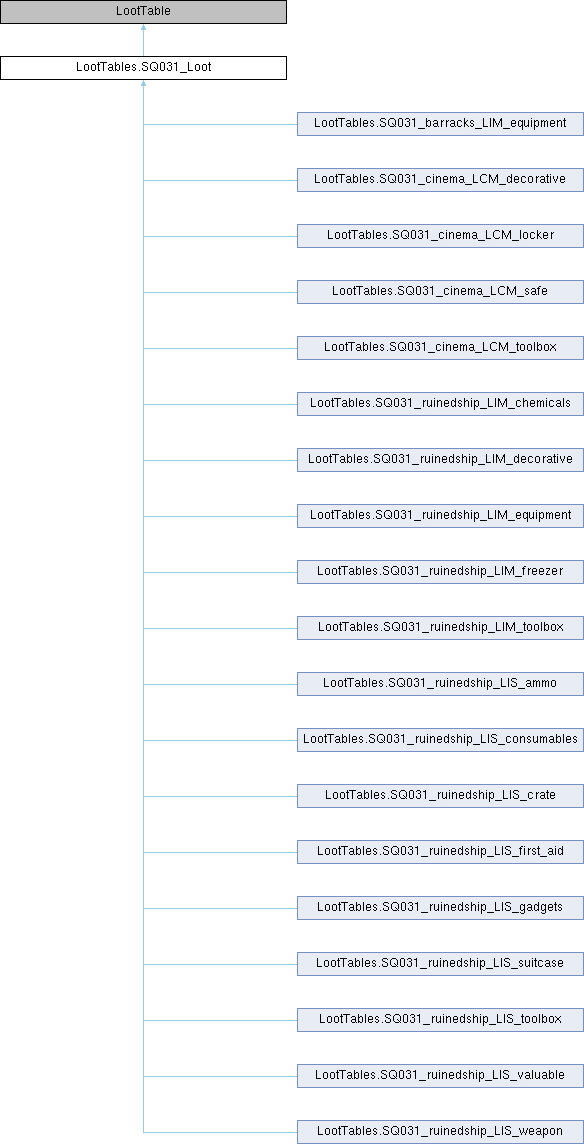 LootTable
LootTables.SQ031_Loot
LootTables.SQ031_barracks_LIM_equipment
LootTables.SQ031_cinema_LCM_decorative
LootTables.SQ031_cinema_LCM_locker
LootTables.SQ031_cinema_LCM_safe
LootTables.SQ031_cinema_LCM_toolbox
LootTables.SQ031_ruinedship_LIM_chemicals
LootTables.SQ031_ruinedship_LIM_decorative
LootTables.SQ031_ruinedship_LIM_equipment
LootTables.SQ031_ruinedship_LIM_freezer
LootTables.SQ031_ruinedship_LIM_toolbox
LootTables.SQ031_ruinedship_LIS_ammo
LootTables.SQ031_ruinedship_LIS_consumables
LootTables.SQ031_ruinedship_LIS_crate
LootTables.SQ031_ruinedship_LIS_first_aid
LootTables.SQ031_ruinedship_LIS_gadgets
LootTables.SQ031_ruinedship_LIS_suitcase
LootTables.SQ031_ruinedship_LIS_toolbox
LootTables.SQ031_ruinedship_LIS_valuable
LootTables.SQ031_ruinedship_LIS_weapon